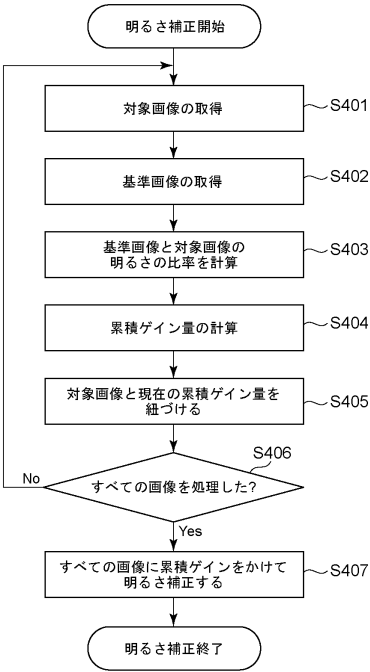 明るさ補正開始
対象画像の取得
S401
基準画像の取得
S402
基準画像と対象画像の
明るさの比率を計算
S403
累積ゲイン量の計算
S404
対象画像と現在の累積ゲイン量を
紐づける
S405
S406
すべての画像を処理した?
No
Yes
すべての画像に累積ゲインをかけて
明るさ補正する
S407
明るさ補正終了